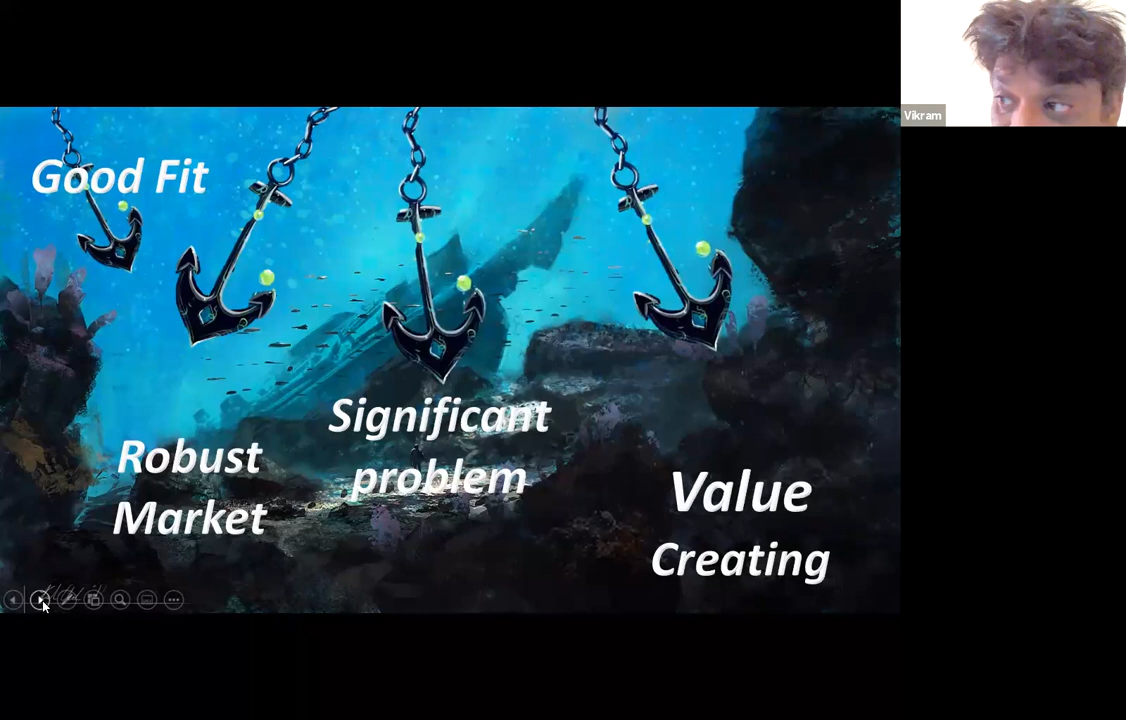 Vikram
Good Fit
Significant
problem
Robust
Market
Value
Creating